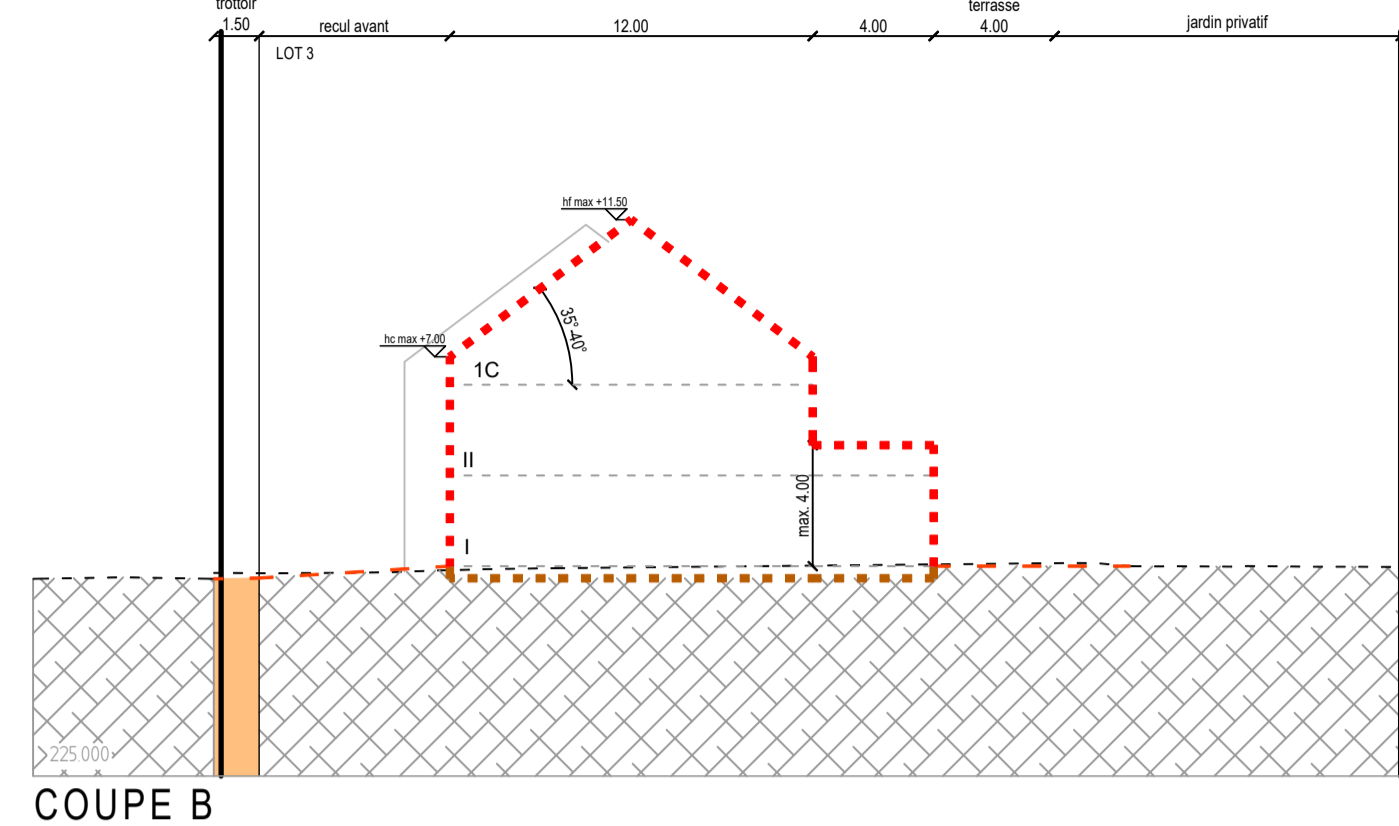 trottoir
terrasse
1.50
recul avant
12.00
4.00
4.00
jardin privatif
LOT 3
hf max +11.50
hc max +7.00
35°-40°
1C
II
max. 4.00
I
225.000
COUPE B